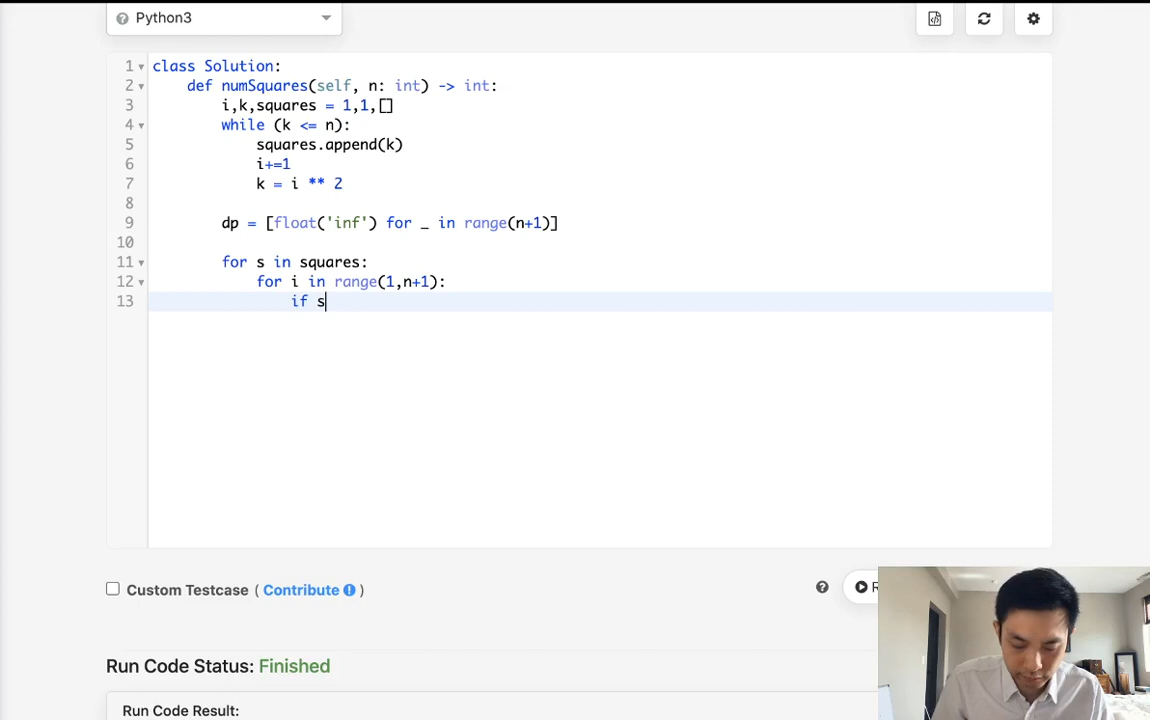 Python3
1 class Solution:
2 def numSquares(self, n: int) -> int:
3 i,k,squares = 1,1,[]
4 while (k <= n):
5 squares.append(k)
6 i+=1
7 k = i ** 2
8
9 dp = [float('inf') for _ in range(n+1)]
10
11 for s in squares:
12 for i in range(1,n+1):
13 if s
Custom Testcase ( Contribute )
R
Run Code Status: Finished
Run Code Result: